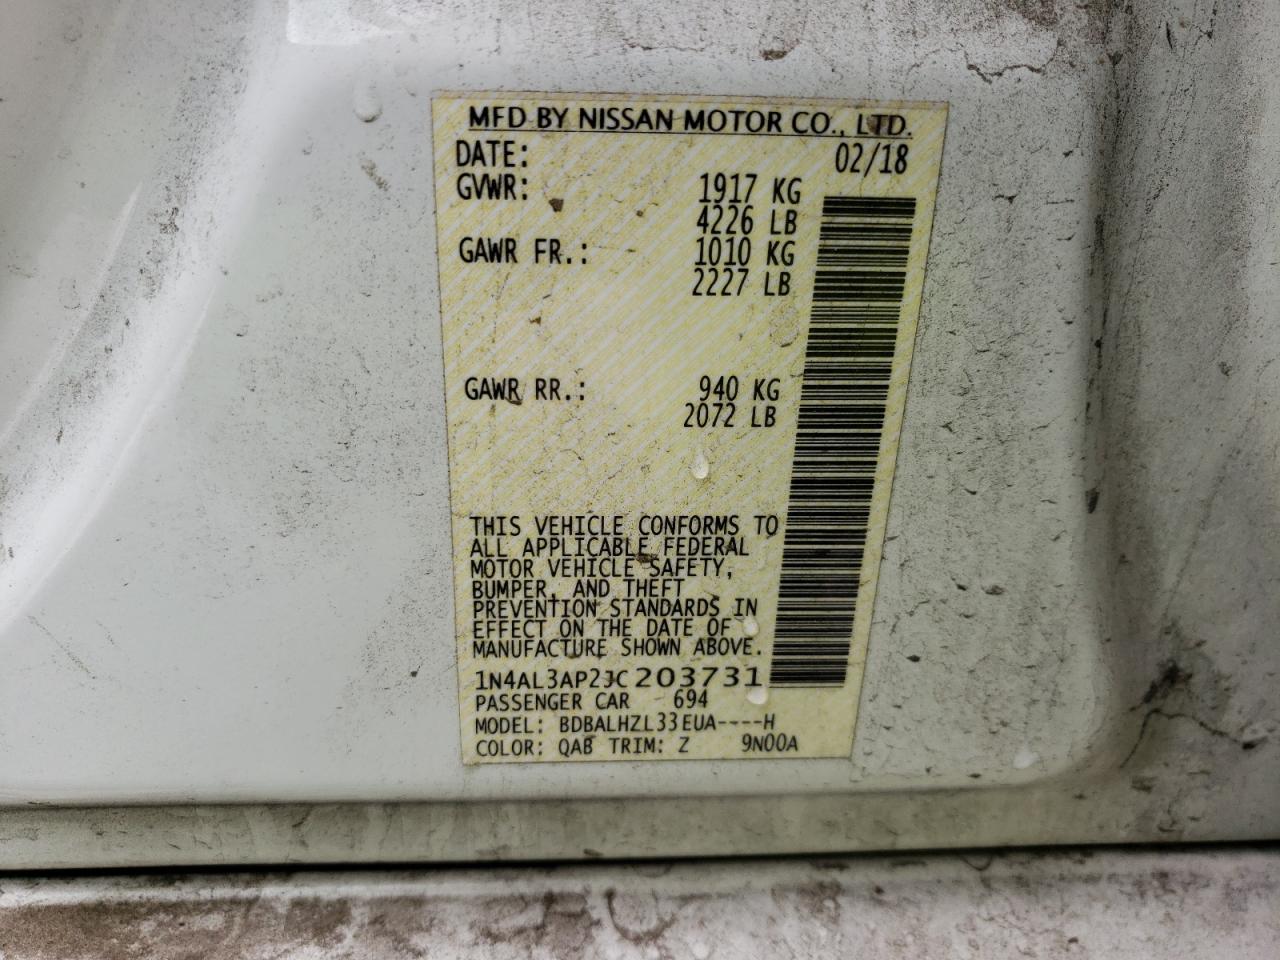 MFD BY NISSAN MOTOR CO., LTD.
DATE: 02/18
GVWR: 1917 KG
4226 LB
GAWR FR.: 1010 KG
2227 LB
GAWR RR.: 940 KG
2072 LB
THIS VEHICLE CONFORMS TO
ALL APPLICABLE FEDERAL
MOTOR VEHICLE SAFETY,
BUMPER, AND THEFT
PREVENTION STANDARDS IN
EFFECT ON THE DATE OF
MANUFACTURE SHOWN ABOVE.
1N4AL3AP2JC203731
PASSENGER CAR 694
MODEL: BDBALHZL33EUA----H
COLOR: QAB TRIM: Z 9N00A